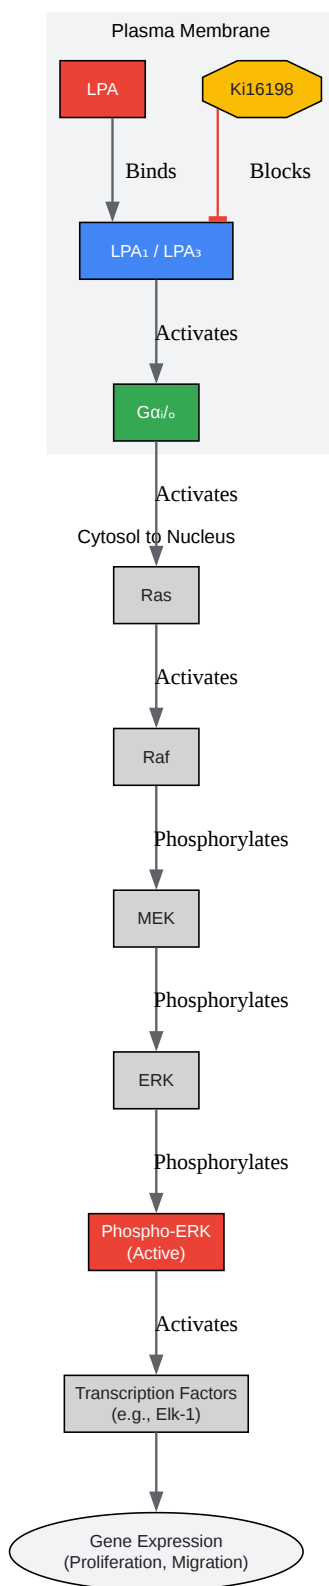 Plasma Membrane
LPA
Ki16198
Binds
Blocks
LPA₁ / LPA₃
Activates
Gαᵢ/ₒ
Activates
Cytosol to Nucleus
Ras
Activates
Raf
Phosphorylates
MEK
Phosphorylates
ERK
Phosphorylates
Phospho-ERK
(Active)
Activates
Transcription Factors
(e.g., Elk-1)
Gene Expression
(Proliferation, Migration)